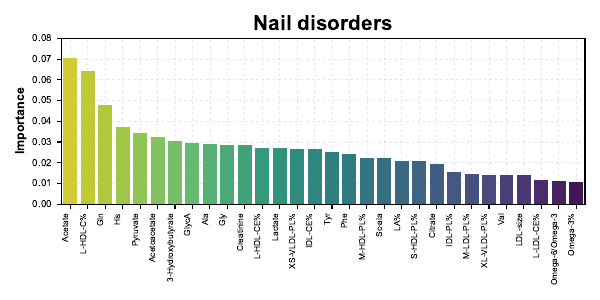 Nail disorders
Importance
0.08
0.07
0.06
0.05
0.04
0.03
0.02
0.01
0.00
Acetate
L-HDL-C%
Gln
His
Pyruvate
Acetoacetate
3-Hydroxybutyrate
GlycA
Ala
Gly
Creatinine
L-HDL-CE%
Lactate
XS-VLDL-PL%
IDL-CE%
Tyr
Phe
M-HDL-PL%
LA%
S-HDL-PL%
Citrate
IDL-PL%
M-LDL-PL%
XL-VLDL-PL%
Val
LDL-size
L-LDL-CE%
Omega-6\Omega-3
Omega-3%